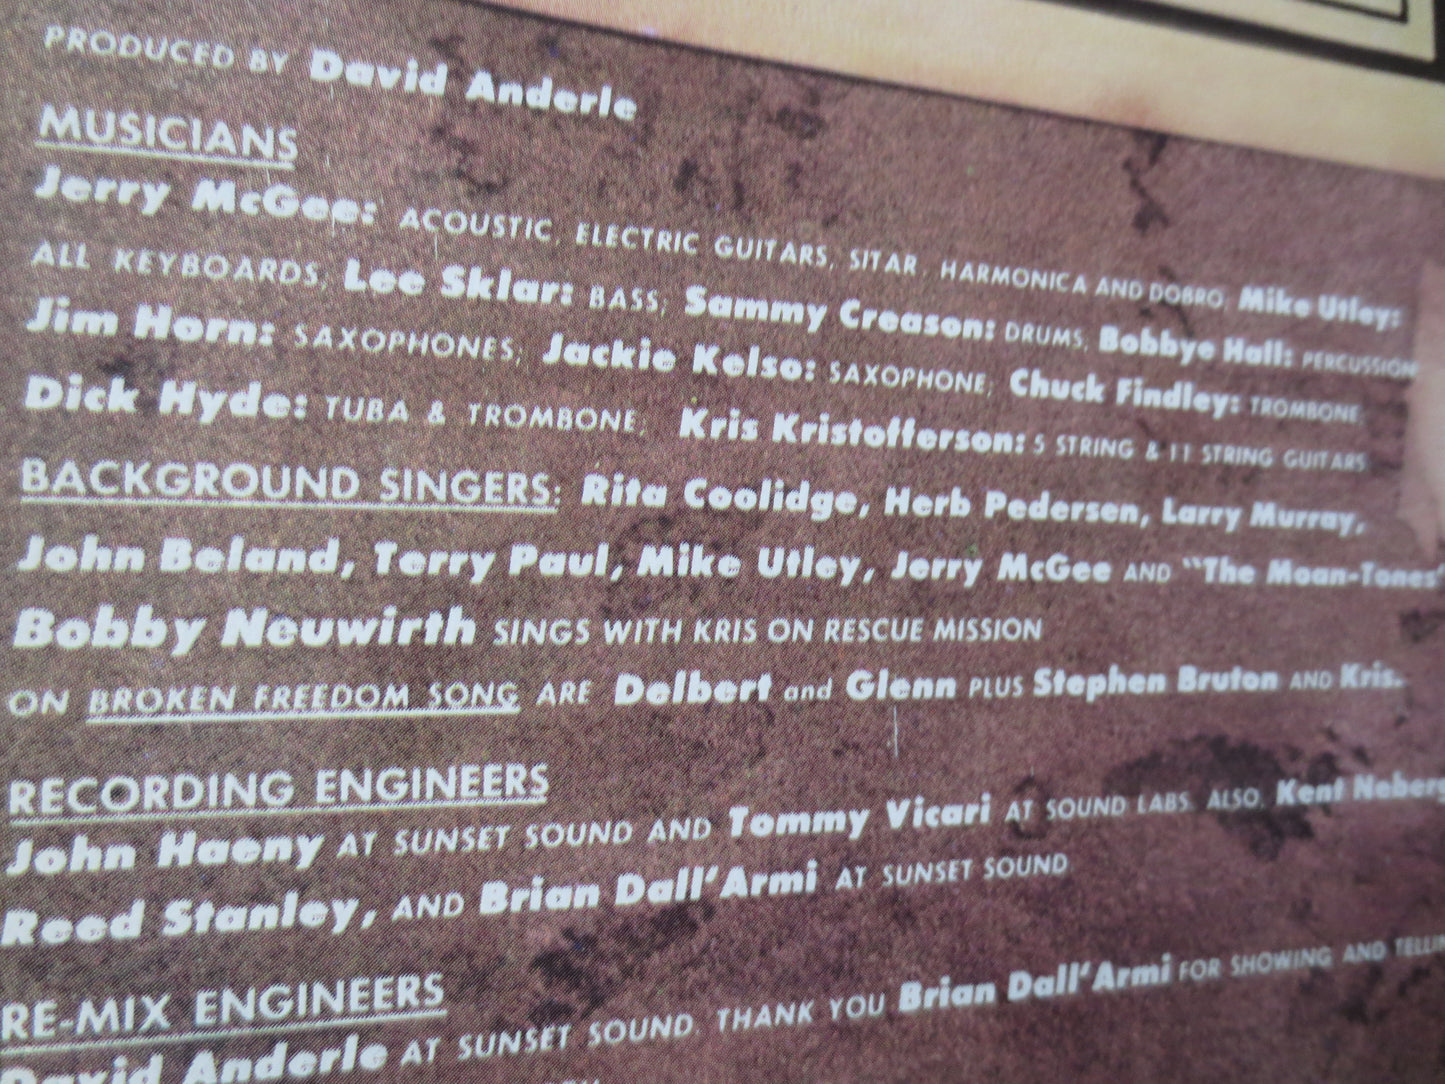 PRODUCED BY David Anderle
MUSICIANS
Jerry McGee: ACOUSTIC, ELECTRIC GUITARS, SITAR, HARMONICA AND DOBRO; Mike Utley:
ALL KEYBOARDS; Lee Sklar: BASS; Sammy Creason: DRUMS; Bobbye Hall: PERCUSSION
Jim Horn: SAXOPHONES; Jackie Kelso: SAXOPHONE; Chuck Findley: TROMBONE;
Dick Hyde: TUBA & TROMBONE; Kris Kristofferson: 5 STRING & 11 STRING GUITARS
BACKGROUND SINGERS: Rita Coolidge, Herb Pedersen, Larry Murray,
John Beland, Terry Paul, Mike Utley, Jerry McGee AND "The Moan-Tones"
Bobby Neuwirth SINGS WITH KRIS ON RESCUE MISSION
ON BROKEN FREEDOM SONG ARE Delbert and Glenn PLUS Stephen Bruton AND Kris.
RECORDING ENGINEERS
John Haeny AT SUNSET SOUND AND Tommy Vicari AT SOUND LABS. ALSO, Kent Neberg
Reed Stanley, AND Brian Dall'Armi AT SUNSET SOUND
RE-MIX ENGINEERS
David Anderle AT SUNSET SOUND. THANK YOU Brian Dall'Armi FOR SHOWING AND TELLIN